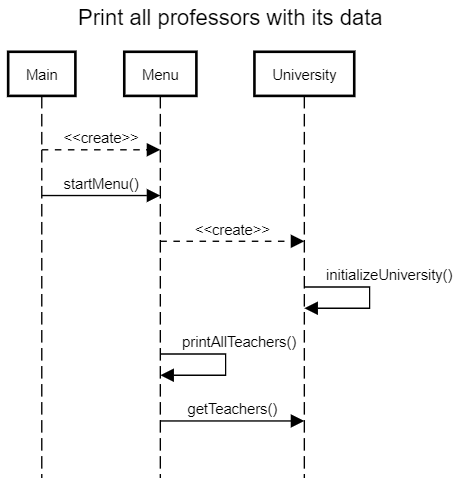 Print all professors with its data
Main
Menu
University
<<create>>
startMenu()
<<create>>
initializeUniversity()
printAllTeachers()
getTeachers()